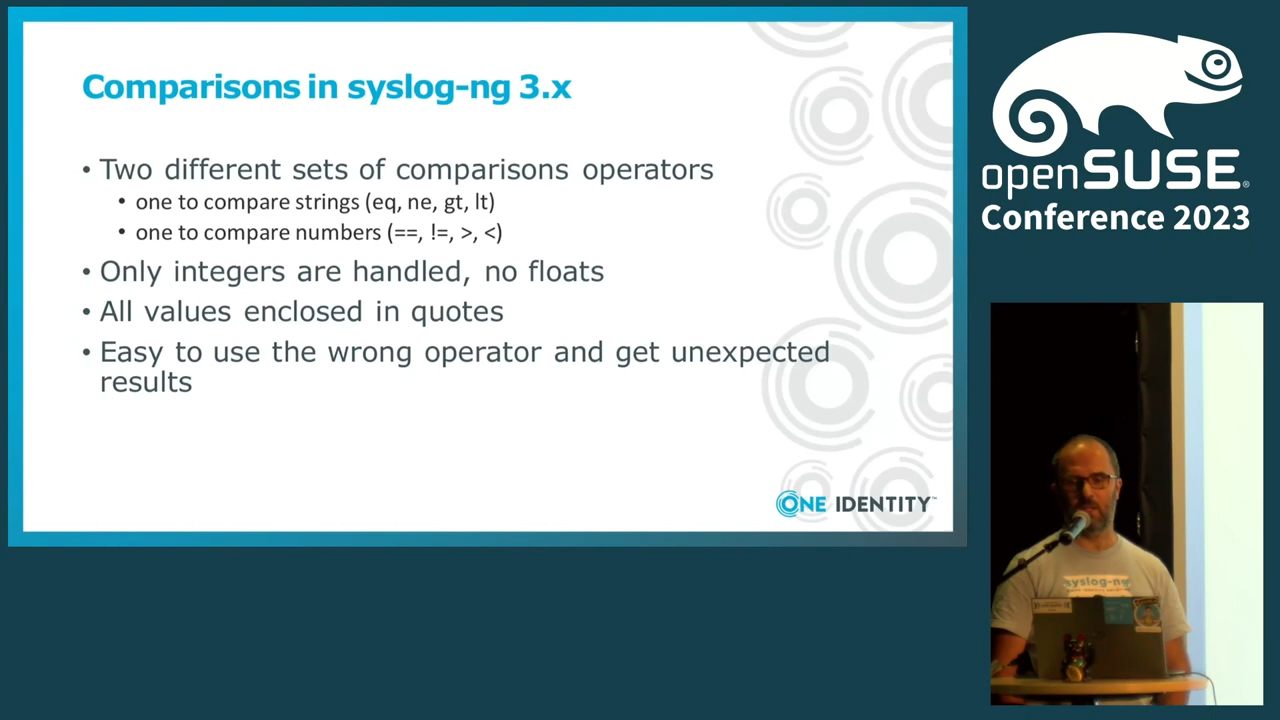 Comparisons in syslog-ng 3.x
• Two different sets of comparisons operators
• one to compare strings (eq, ne, gt, lt)
• one to compare numbers (==, !=, >, <)
• Only integers are handled, no floats
• All values enclosed in quotes
• Easy to use the wrong operator and get unexpected
results
ONE IDENTITY™
openSUSE®
Conference 2023
syslog-ng